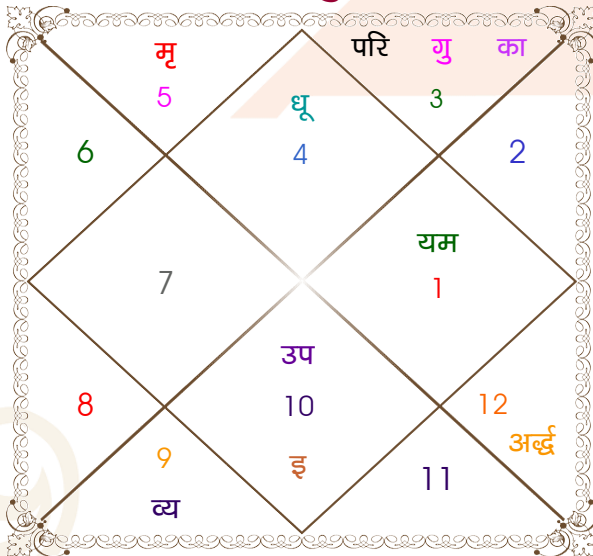 मृ परि गु का
5 धू 3
6 4 2
यम
7 1
उप
8 10 12
9 इ 11 अर्द्ध
व्य